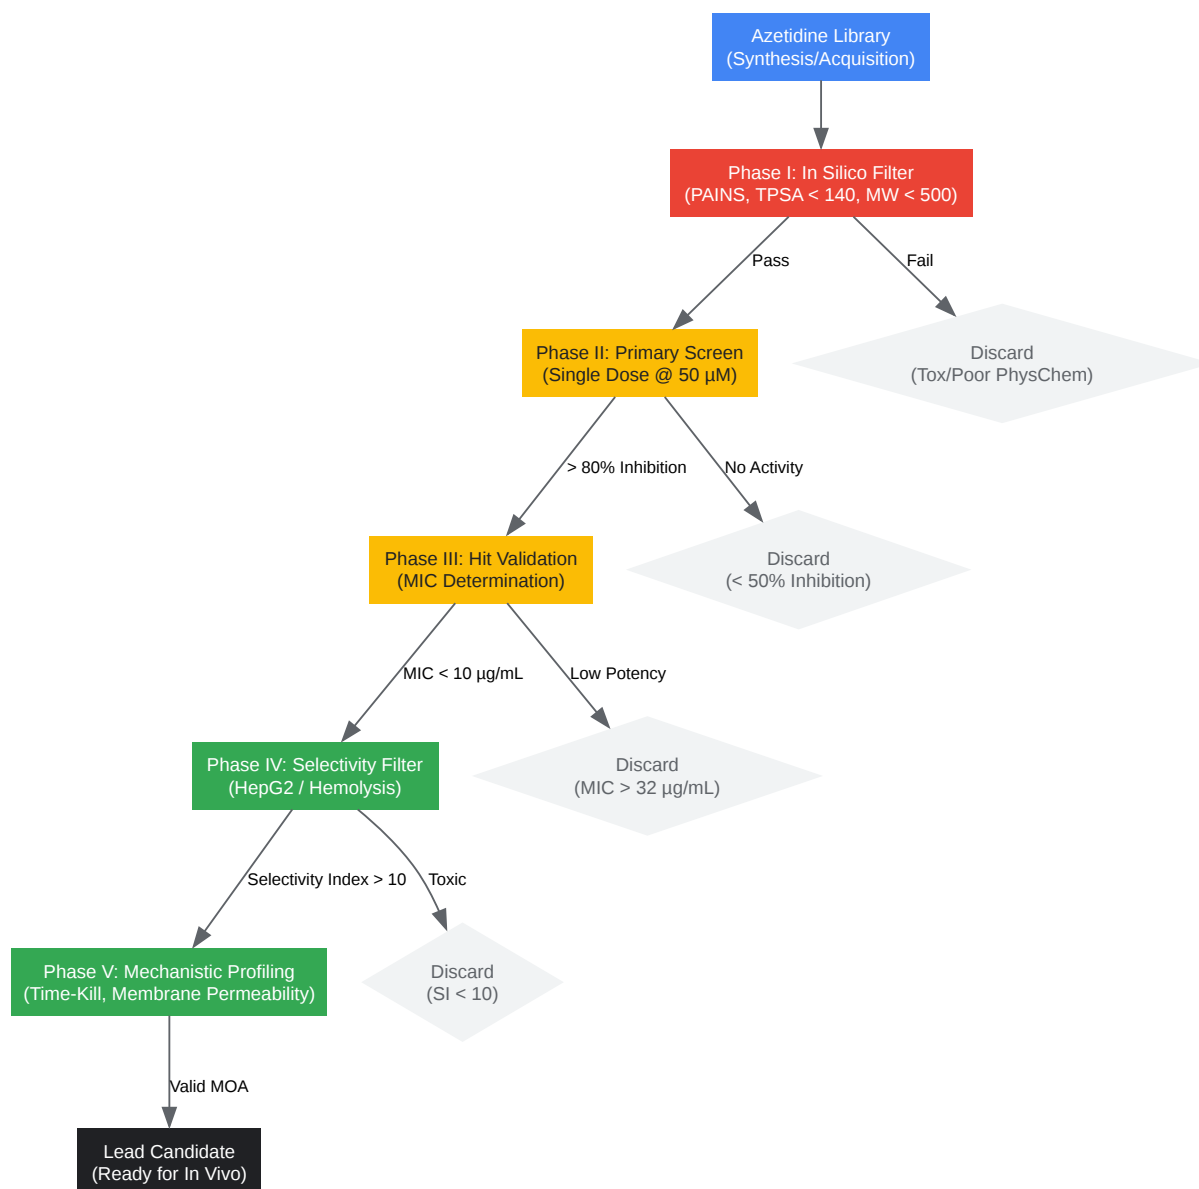 Azetidine Library
(Synthesis/Acquisition)
Phase I: In Silico Filter
(PAINS, TPSA < 140, MW < 500)
Pass
Fail
Phase II: Primary Screen
(Single Dose @ 50 µM)
Discard
(Tox/Poor PhysChem)
> 80% Inhibition
No Activity
Phase III: Hit Validation
(MIC Determination)
Discard
(< 50% Inhibition)
MIC < 10 µg/mL
Low Potency
Phase IV: Selectivity Filter
(HepG2 / Hemolysis)
Discard
(MIC > 32 µg/mL)
Selectivity Index > 10
Toxic
Phase V: Mechanistic Profiling
(Time-Kill, Membrane Permeability)
Discard
(SI < 10)
Valid MOA
Lead Candidate
(Ready for In Vivo)